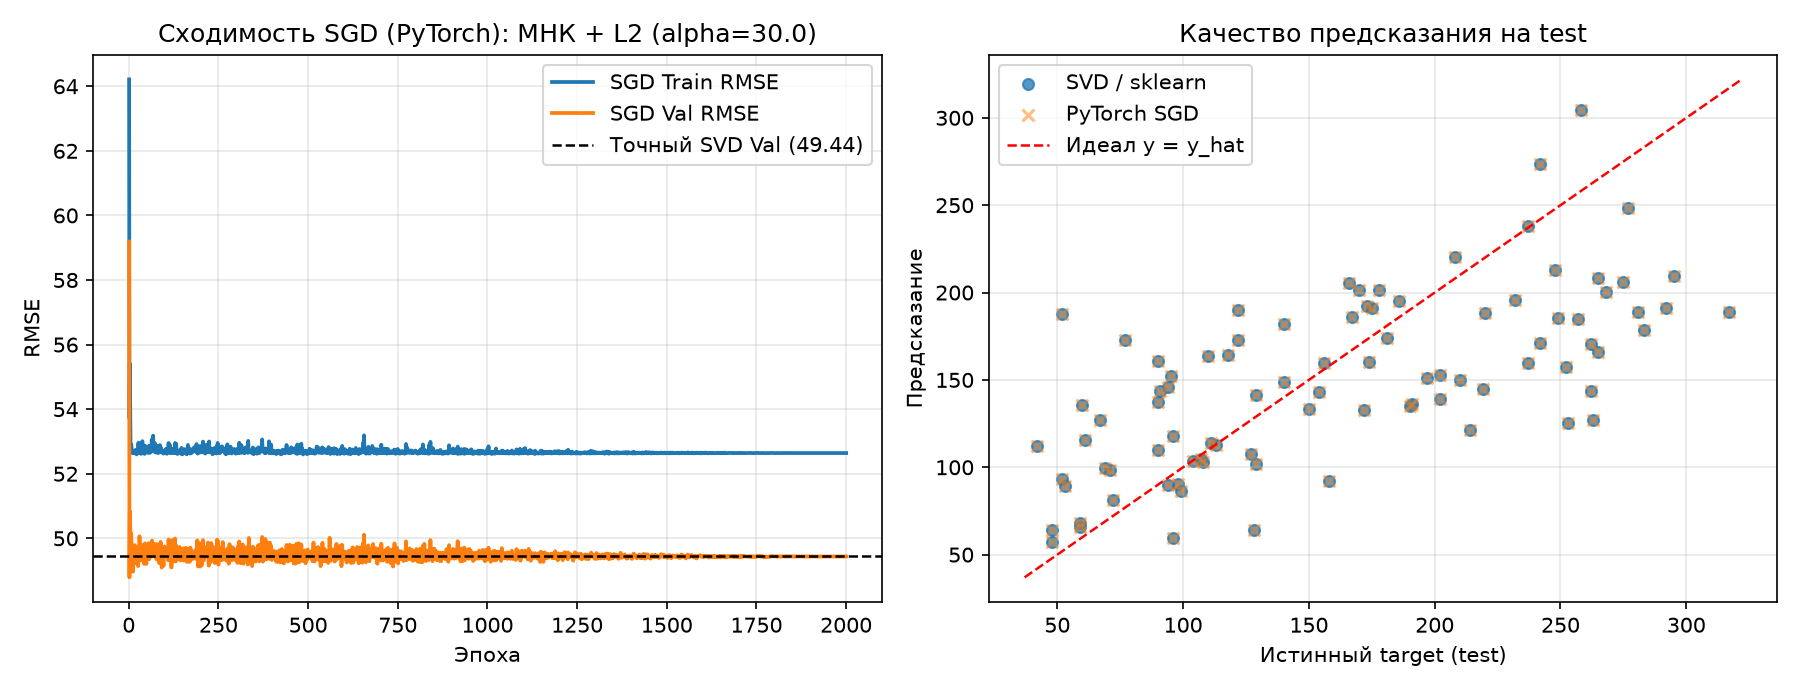 Сходимость SGD (PyTorch): МНК + L2 (alpha=30.0)
SGD Train RMSE
SGD Val RMSE
Точный SVD Val (49.44)
RMSE
64
62
60
58
56
54
52
50
0 250 500 750 1000 1250 1500 1750 2000
Эпоха
Качество предсказания на test
SVD / sklearn
PyTorch SGD
Идеал y = y_hat
Предсказание
300
250
200
150
100
50
50 100 150 200 250 300
Истинный target (test)